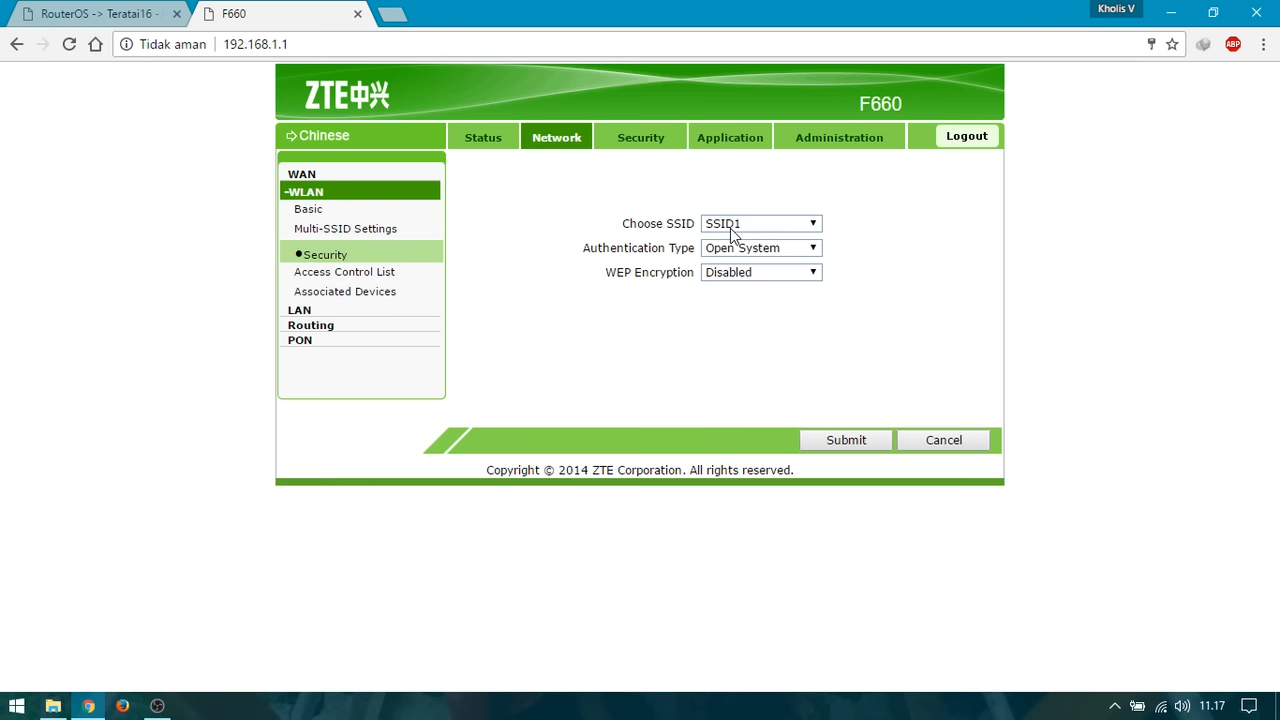 RouterOS -> Teratai16 -
F660
Kholis V
Tidak aman
192.168.1.1
ABP
ZTE中兴
F660
Chinese
Status
Network
Security
Application
Administration
Logout
WAN
-WLAN
Basic
Multi-SSID Settings
Security
Access Control List
Associated Devices
LAN
Routing
PON
Choose SSID
SSID1
Authentication Type
Open System
WEP Encryption
Disabled
Submit
Cancel
Copyright © 2014 ZTE Corporation. All rights reserved.
11.17